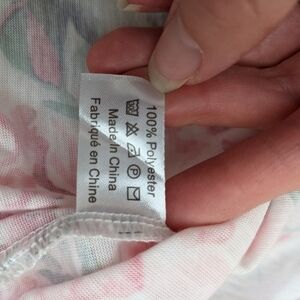 100% Polyester
Made in China
Fabriqué en Chine